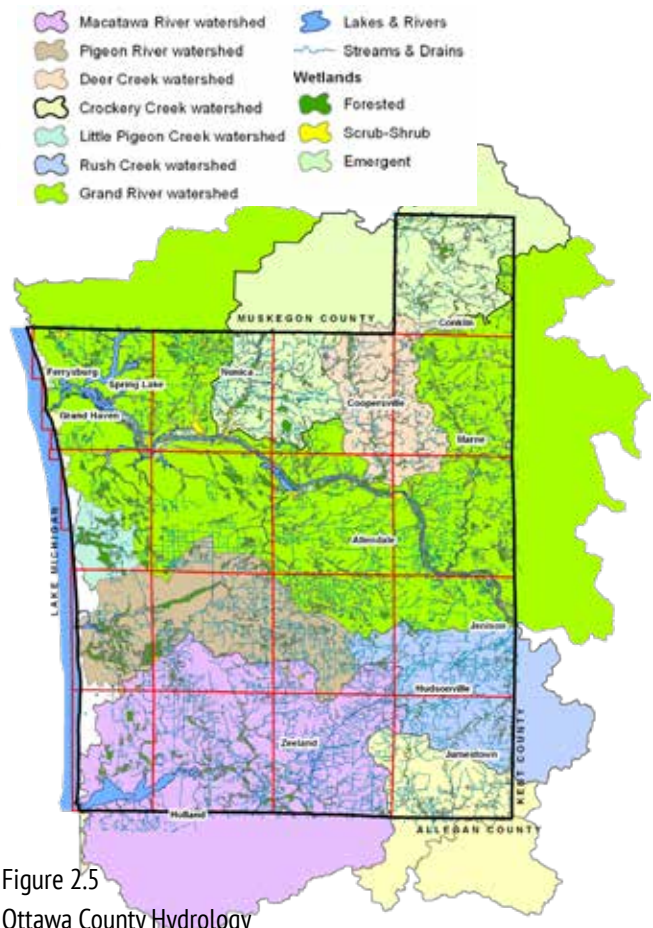 Macatawa River watershed
Pigeon River watershed
Deer Creek watershed
Crockery Creek watershed
Little Pigeon Creek watershed
Rush Creek watershed
Grand River watershed
Lakes & Rivers
Streams & Drains
Wetlands
Forested
Scrub-Shrub
Emergent
MUSKEGON COUNTY
Conklin
Ferrysburg
Spring Lake
Nunica
Grand Haven
Coopersville
Marne
LAKE MICHIGAN
Allendale
Jenison
Hudsonville
Zeeland
Jamestown
KENT COUNTY
Holland
ALLEGAN COUNTY
Figure 2.5
Ottawa County Hydrology